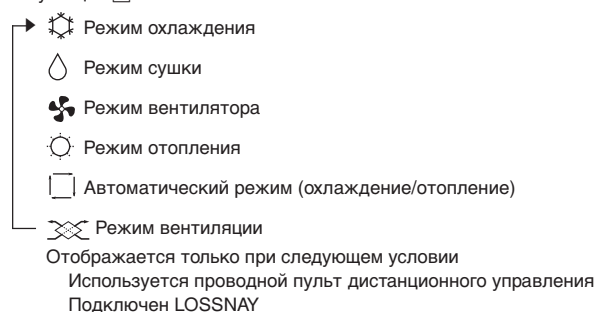 Режим охлаждения
Режим сушки
Режим вентилятора
Режим отопления
Автоматический режим (охлаждение/отопление)
Режим вентиляции
Отображается только при следующем условии
Используется проводной пульт дистанционного управления
Подключен LOSSNAY